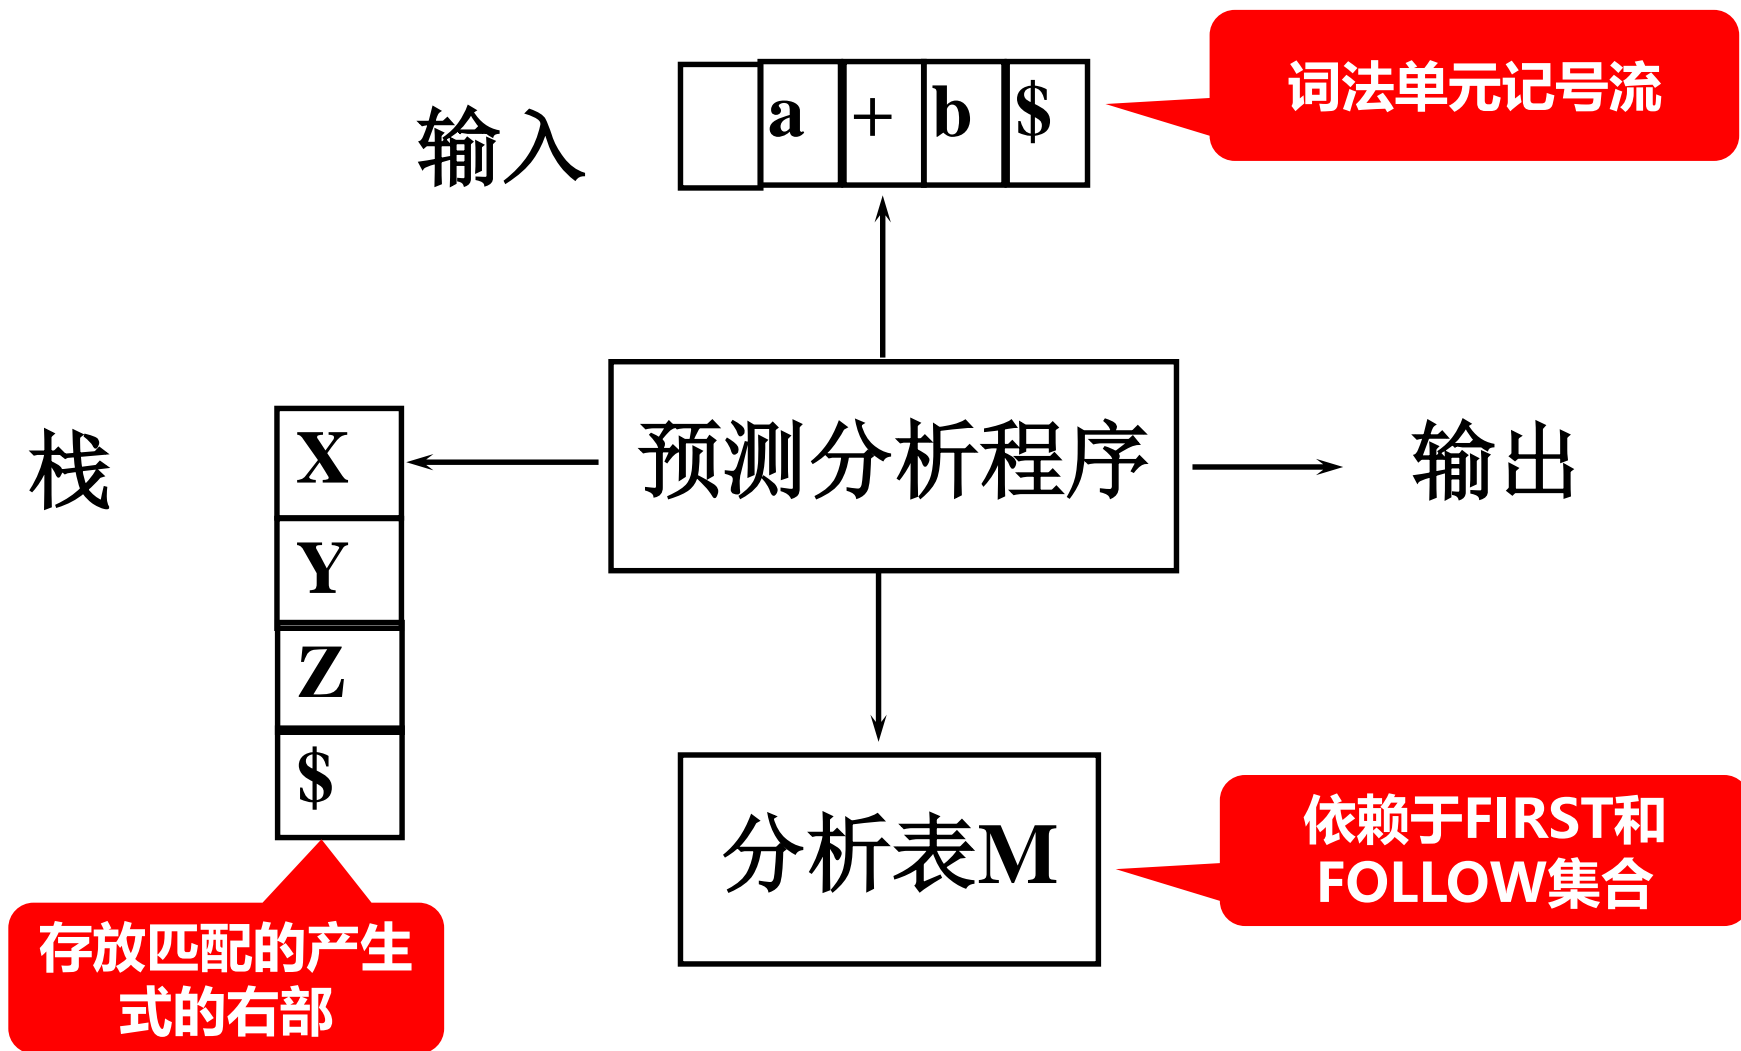 词法单元记号流
输入
a + b $
栈
X
Y
Z
$
预测分析程序
输出
分析表M
依赖于FIRST和
FOLLOW集合
存放匹配的产生
式的右部